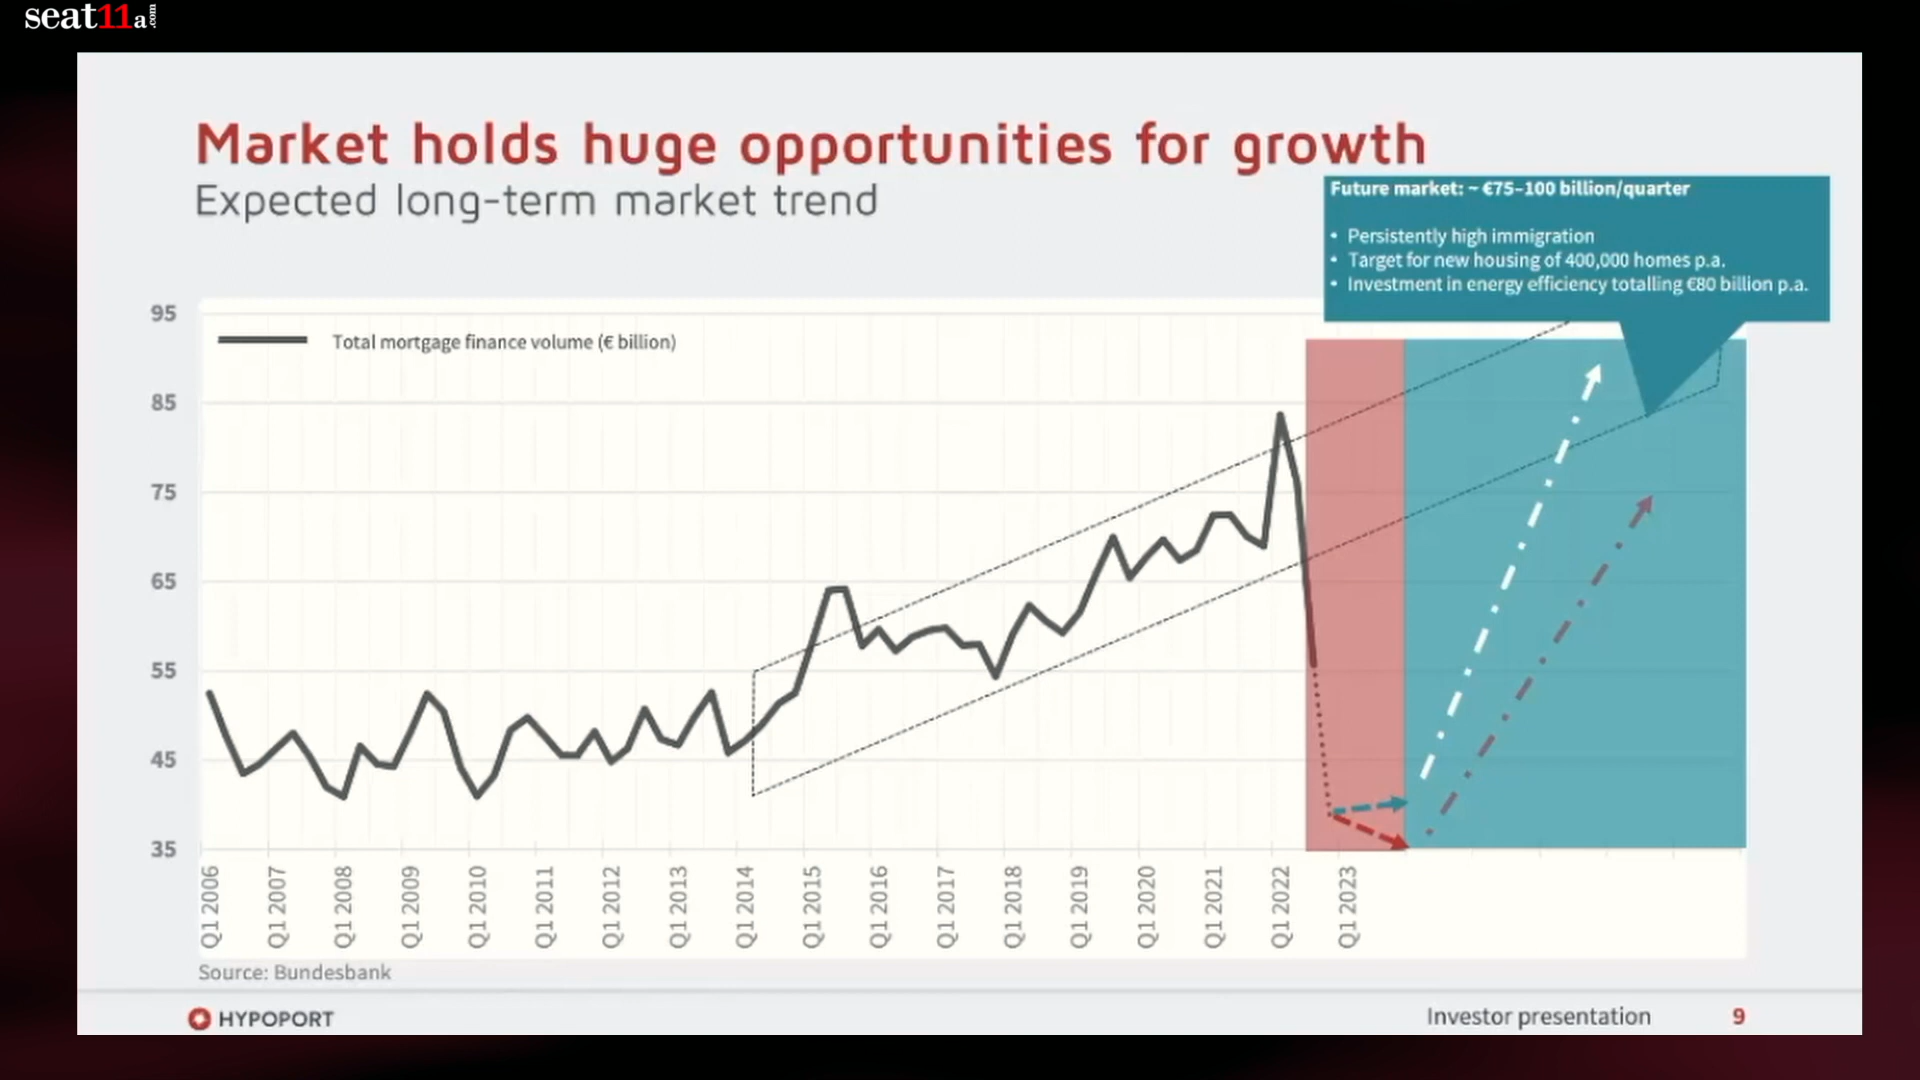 seat11a.com
Market holds huge opportunities for growth
Expected long-term market trend
Future market: ~ €75–100 billion/quarter
• Persistently high immigration
• Target for new housing of 400,000 homes p.a.
• Investment in energy efficiency totalling €80 billion p.a.
Total mortgage finance volume (€ billion)
95
85
75
65
55
45
35
Q1 2006
Q1 2007
Q1 2008
Q1 2009
Q1 2010
Q1 2011
Q1 2012
Q1 2013
Q1 2014
Q1 2015
Q1 2016
Q1 2017
Q1 2018
Q1 2019
Q1 2020
Q1 2021
Q1 2022
Q1 2023
Source: Bundesbank
HYPOPORT
Investor presentation 9